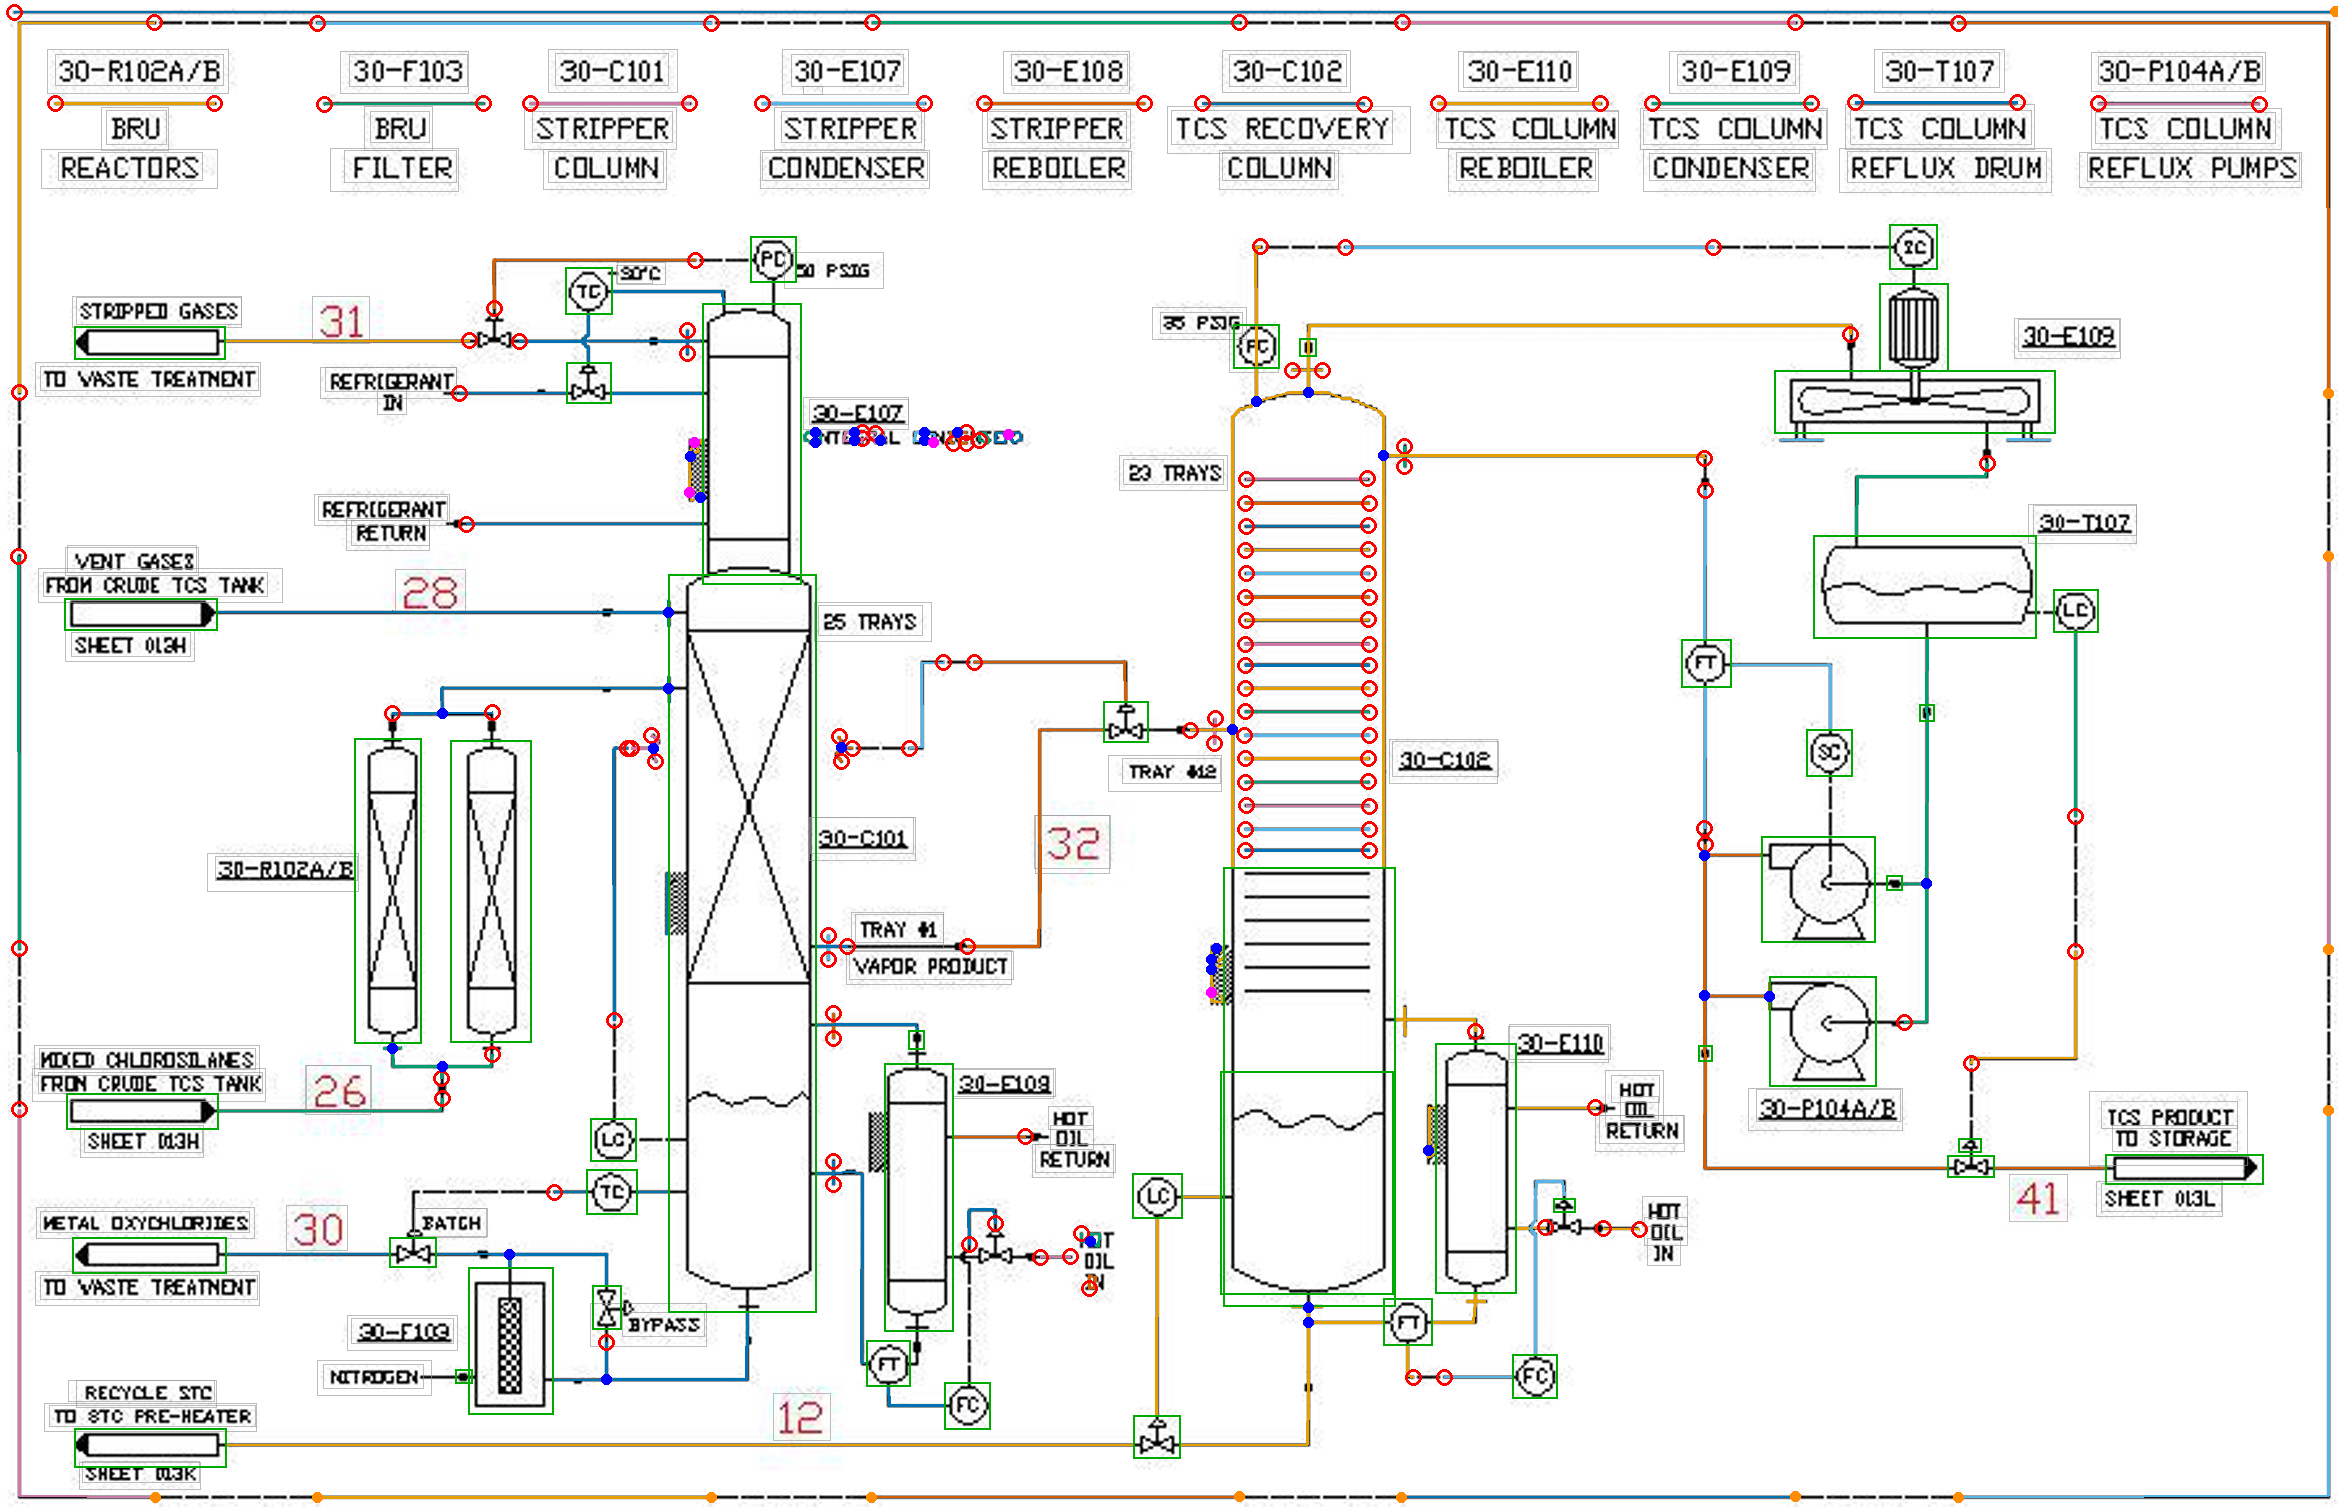 30-R102A/B
30-F103
30-C101
30-E107
30-E108
30-C102
30-E110
30-E109
30-T107
30-P104A/B
BRU
REACTORS
BRU
FILTER
STRIPPER
COLUMN
STRIPPER
CONDENSER
STRIPPER
REBOILER
TCS RECOVERY
COLUMN
TCS COLUMN
REBOILER
TCS COLUMN
CONDENSER
TCS COLUMN
REFLUX DRUM
TCS COLUMN
REFLUX PUMPS
PC
50 PSIG
30°C
TC
SC
STRIPPED GASES
31
TO WASTE TREATMENT
REFRIGERANT
IN
35 PSIG
PC
30-E109
30-E107
INTERNAL CONDENSER
23 TRAYS
REFRIGERANT
RETURN
30-T107
VENT GASES
FROM CRUDE TCS TANK
28
SHEET 013H
25 TRAYS
LC
FT
SC
TRAY #12
30-C102
30-C101
32
30-R102A/B
TRAY #1
VAPOR PRODUCT
MIXED CHLOROSILANES
FROM CRUDE TCS TANK
26
SHEET 013H
30-E108
30-E110
HOT
OIL
RETURN
HOT
OIL
RETURN
30-P104A/B
TCS PRODUCT
TO STORAGE
41
SHEET 013L
LC
TC
LC
METAL OXYCHLORIDES
30
BATCH
TO WASTE TREATMENT
HOT
OIL
IN
HOT
OIL
IN
30-F103
BYPASS
NITROGEN
FT
FC
FT
FC
RECYCLE STC
TO STC PRE-HEATER
12
SHEET 013K